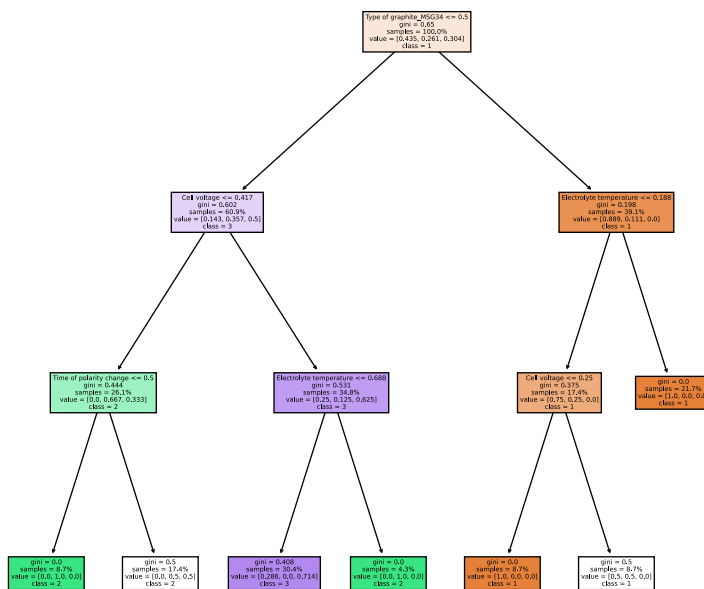 Type of graphite_MSG34 <= 0.5
gini = 0.65
samples = 100.0%
value = [0.435, 0.261, 0.304]
class = 1
Cell voltage <= 0.417
gini = 0.602
samples = 60.9%
value = [0.143, 0.357, 0.5]
class = 3
Electrolyte temperature <= 0.188
gini = 0.198
samples = 39.1%
value = [0.889, 0.111, 0.0]
class = 1
Time of polarity change <= 0.5
gini = 0.444
samples = 26.1%
value = [0.0, 0.667, 0.333]
class = 2
Electrolyte temperature <= 0.688
gini = 0.531
samples = 34.8%
value = [0.25, 0.125, 0.625]
class = 3
Cell voltage <= 0.25
gini = 0.375
samples = 17.4%
value = [0.75, 0.25, 0.0]
class = 1
gini = 0.0
samples = 21.7%
value = [1.0, 0.0, 0.0]
class = 1
gini = 0.0
samples = 8.7%
value = [0.0, 1.0, 0.0]
class = 2
gini = 0.5
samples = 17.4%
value = [0.0, 0.5, 0.5]
class = 2
gini = 0.408
samples = 30.4%
value = [0.286, 0.0, 0.714]
class = 3
gini = 0.0
samples = 4.3%
value = [0.0, 1.0, 0.0]
class = 2
gini = 0.0
samples = 8.7%
value = [1.0, 0.0, 0.0]
class = 1
gini = 0.5
samples = 8.7%
value = [0.5, 0.5, 0.0]
class = 1